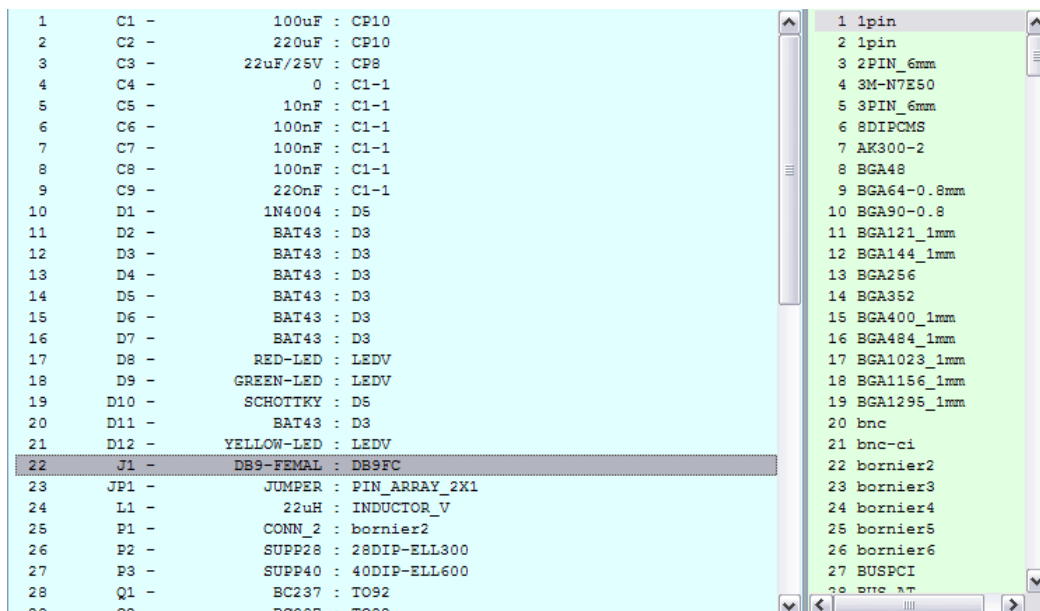 1 C1 - 100uF : CP10
2 C2 - 220uF : CP10
3 C3 - 22uF/25V : CP8
4 C4 - 0 : C1-1
5 C5 - 10nF : C1-1
6 C6 - 100nF : C1-1
7 C7 - 100nF : C1-1
8 C8 - 100nF : C1-1
9 C9 - 220nF : C1-1
10 D1 - 1N4004 : D5
11 D2 - BAT43 : D3
12 D3 - BAT43 : D3
13 D4 - BAT43 : D3
14 D5 - BAT43 : D3
15 D6 - BAT43 : D3
16 D7 - BAT43 : D3
17 D8 - RED-LED : LEDV
18 D9 - GREEN-LED : LEDV
19 D10 - SCHOTTKY : D5
20 D11 - BAT43 : D3
21 D12 - YELLOW-LED : LEDV
22 J1 - DB9-FEMAL : DB9FC
23 JP1 - JUMPER : PIN_ARRAY_2X1
24 L1 - 22uH : INDUCTOR_V
25 P1 - CONN_2 : bornier2
26 P2 - SUPP28 : 28DIP-ELL300
27 P3 - SUPP40 : 40DIP-ELL600
28 Q1 - BC237 : TO92
1 1pin
2 1pin
3 2PIN_6mm
4 3M-N7E50
5 3PIN_6mm
6 8DIPCMS
7 AK300-2
8 BGA48
9 BGA64-0.8mm
10 BGA90-0.8
11 BGA121_1mm
12 BGA144_1mm
13 BGA256
14 BGA352
15 BGA400_1mm
16 BGA484_1mm
17 BGA1023_1mm
18 BGA1156_1mm
19 BGA1295_1mm
20 bnc
21 bnc-ci
22 bornier2
23 bornier3
24 bornier4
25 bornier5
26 bornier6
27 BUSPCI
28 BUS_AT